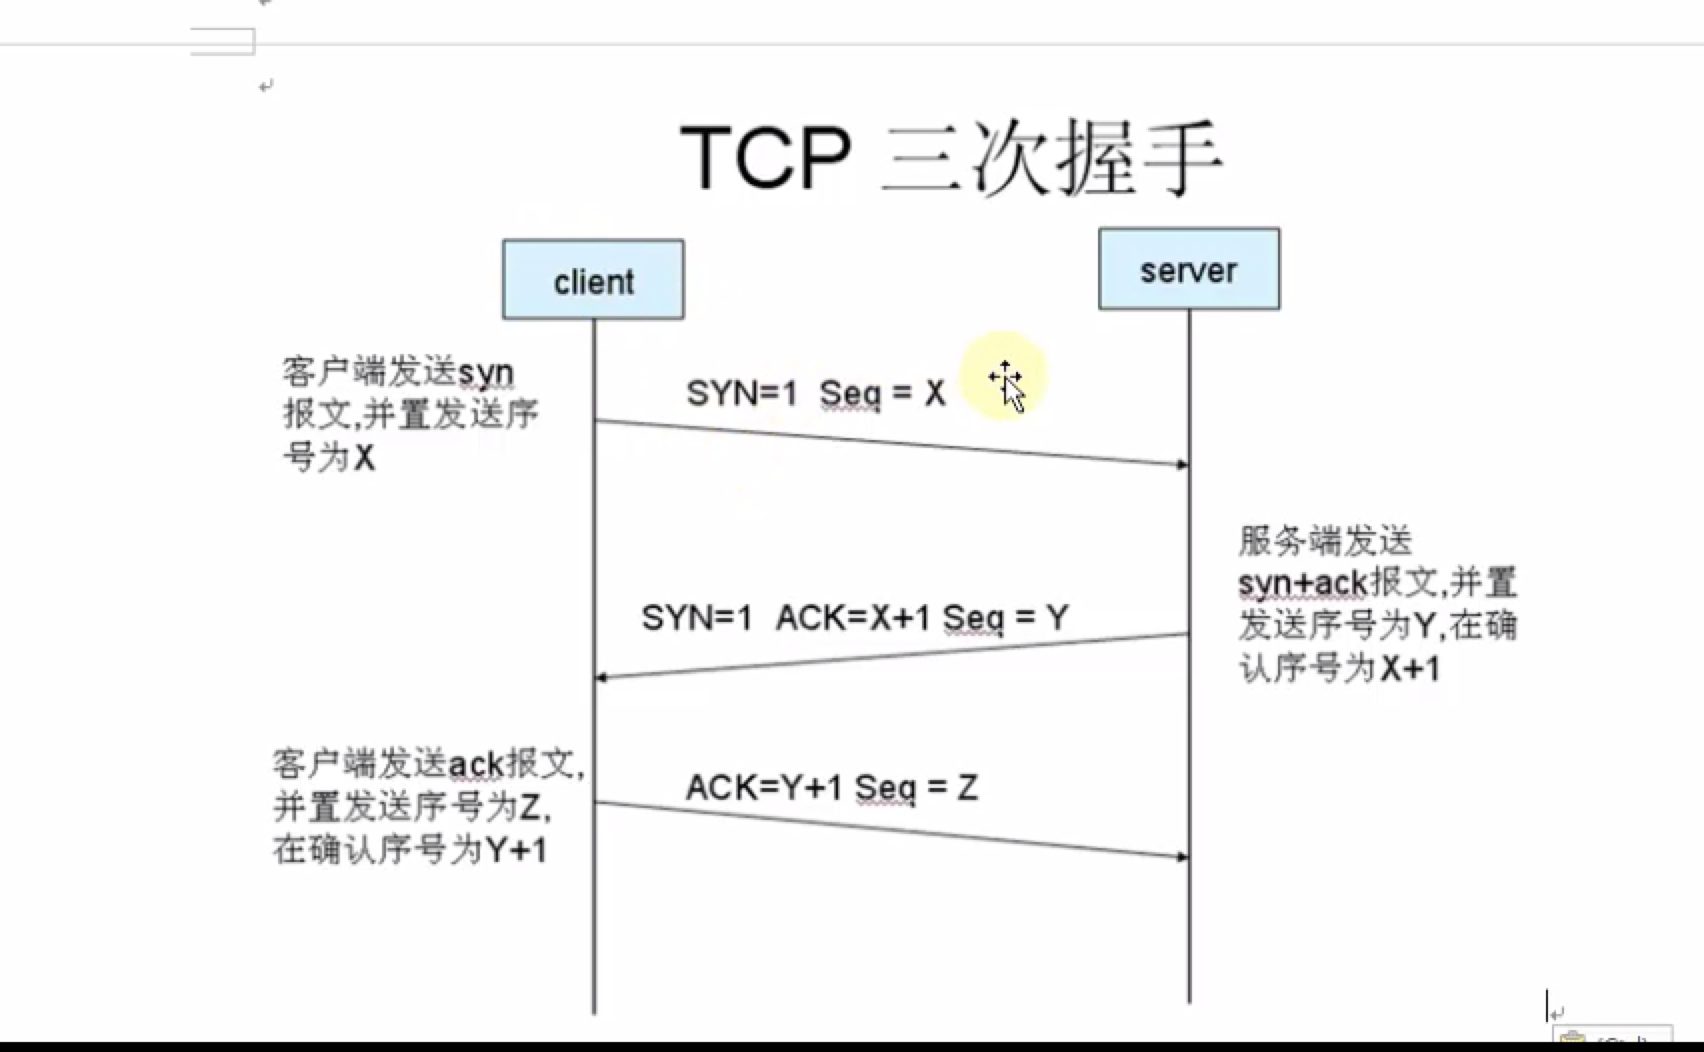 TCP 三次握手
client
server
客户端发送syn
报文,并置发送序
号为X
SYN=1 Seq = X
服务端发送
syn+ack报文,并置
发送序号为Y,在确
认序号为X+1
SYN=1 ACK=X+1 Seq = Y
客户端发送ack报文,
并置发送序号为Z,
在确认序号为Y+1
ACK=Y+1 Seq = Z